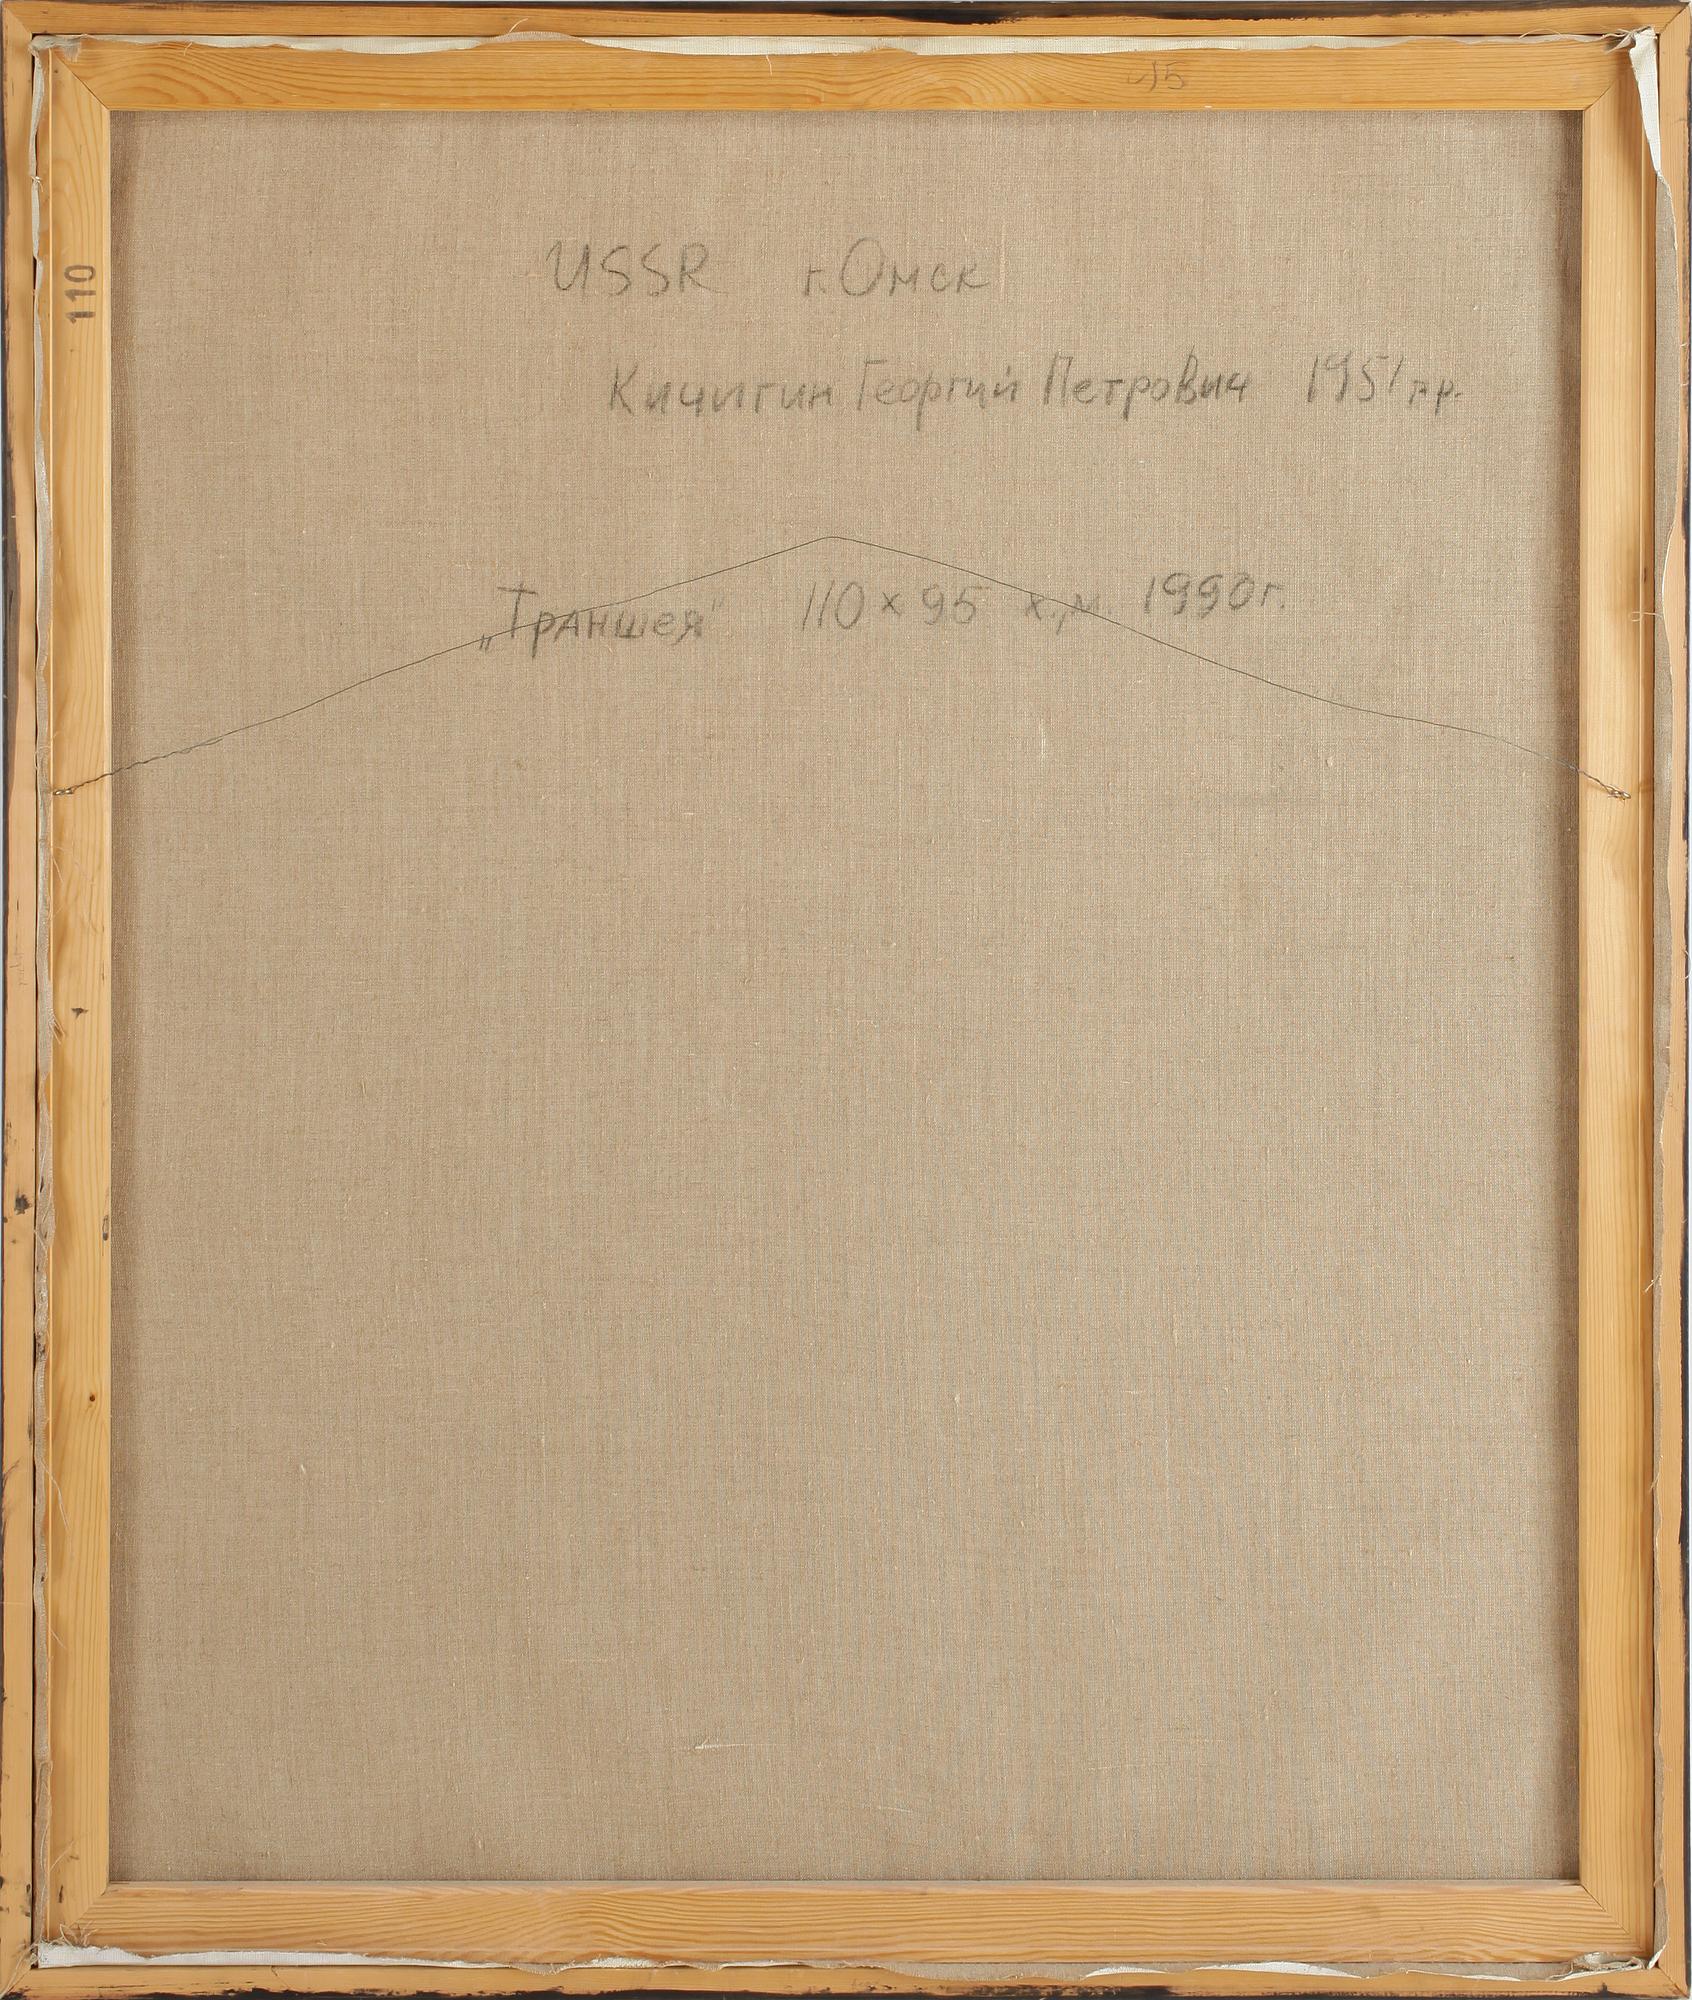 110
USSR г. Омск
Кичигин Георгий Петрович 1951 г.р.
„Траншея" 110 × 95 х.,м. 1990г.